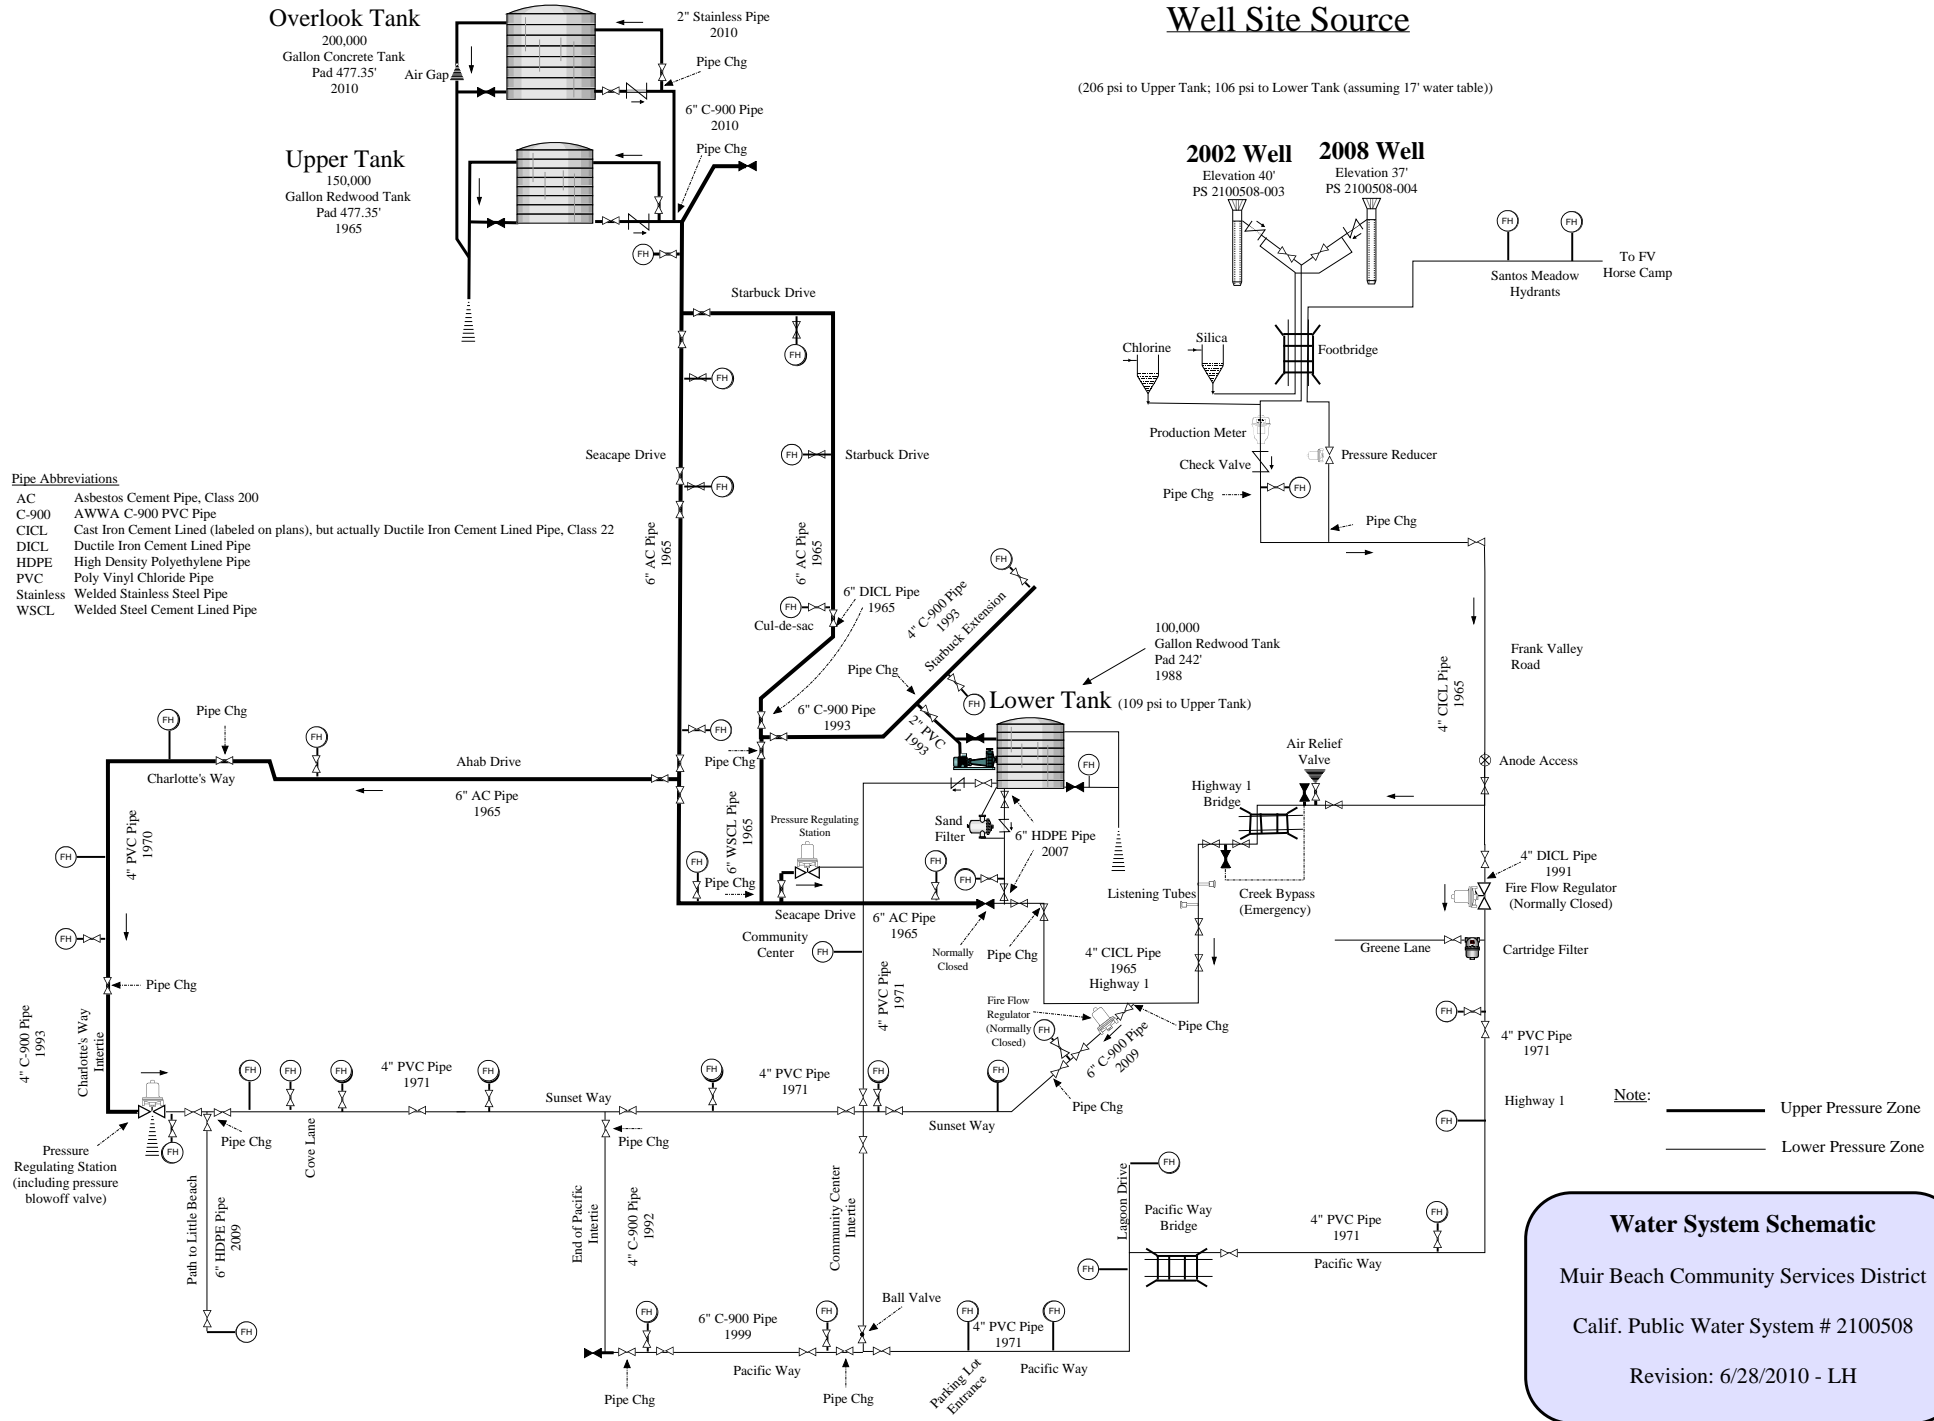 Overlook Tank
200,000
Gallon Concrete Tank
Pad 477.35'
2010
Air Gap
2" Stainless Pipe
2010
Pipe Chg
6" C-900 Pipe
2010
Pipe Chg
Upper Tank
150,000
Gallon Redwood Tank
Pad 477.35'
1965
Well Site Source
(206 psi to Upper Tank; 106 psi to Lower Tank (assuming 17' water table))
2002 Well
Elevation 40'
PS 2100508-003
2008 Well
Elevation 37'
PS 2100508-004
FH
FH
Santos Meadow
Hydrants
To FV
Horse Camp
Footbridge
Chlorine
Silica
Production Meter
Check Valve
Pipe Chg
FH
Pressure Reducer
Pipe Chg
FH
Starbuck Drive
FH
FH
Seacape Drive
FH
Starbuck Drive
FH
6" AC Pipe
1965
6" AC Pipe
1965
FH
Cul-de-sac
6" DICL Pipe
1965
Pipe Abbreviations
AC Asbestos Cement Pipe, Class 200
C-900 AWWA C-900 PVC Pipe
CICL Cast Iron Cement Lined (labeled on plans), but actually Ductile Iron Cement Lined Pipe, Class 22
DICL Ductile Iron Cement Lined Pipe
HDPE High Density Polyethylene Pipe
PVC Poly Vinyl Chloride Pipe
Stainless Welded Stainless Steel Pipe
WSCL Welded Steel Cement Lined Pipe
FH
4" C-900 Pipe
1993
Starbuck Extension
Pipe Chg
FH
6" C-900 Pipe
1993
2" PVC
1993
100,000
Gallon Redwood Tank
Pad 242'
1988
Lower Tank (109 psi to Upper Tank)
FH
Sand
Filter
6" HDPE Pipe
2007
Frank Valley
Road
4" CICL Pipe
1965
Anode Access
Air Relief
Valve
Highway 1
Bridge
Creek Bypass
(Emergency)
Listening Tubes
4" DICL Pipe
1991
Fire Flow Regulator
(Normally Closed)
Greene Lane
Cartridge Filter
FH
Pipe Chg
FH
Charlotte's Way
Ahab Drive
6" AC Pipe
1965
FH
Pipe Chg
6" WSCL Pipe
1965
Pressure Regulating
Station
FH
Pipe Chg
FH
FH
Seacape Drive
6" AC Pipe
1965
Normally
Closed
Pipe Chg
Community
Center
FH
4" PVC Pipe
1971
4" CICL Pipe
1965
Highway 1
FH
4" PVC Pipe
1970
FH
Pipe Chg
4" C-900 Pipe
1993
Charlotte's Way
Intertie
Fire Flow
Regulator
(Normally
Closed)
FH
6" C-900 Pipe
2009
Pipe Chg
Pipe Chg
FH
4" PVC Pipe
1971
FH
Highway 1
Pressure
Regulating Station
(including pressure
blowoff valve)
FH
Pipe Chg
FH
FH
FH
Cove Lane
4" PVC Pipe
1971
FH
Sunset Way
Pipe Chg
FH
4" PVC Pipe
1971
FH
FH
Sunset Way
Path to Little Beach
6" HDPE Pipe
2009
FH
End of Pacific
Intertie
4" C-900 Pipe
1992
Community Center
Intertie
Lagoon Drive
FH
Pacific Way
Bridge
FH
4" PVC Pipe
1971
FH
Pacific Way
FH
6" C-900 Pipe
1999
FH
Ball Valve
Pipe Chg
Pacific Way
Pipe Chg
FH
4" PVC Pipe
1971
FH
Parking Lot
Entrance
Pacific Way
Note:
Upper Pressure Zone
Lower Pressure Zone
Water System Schematic
Muir Beach Community Services District
Calif. Public Water System # 2100508
Revision: 6/28/2010 - LH